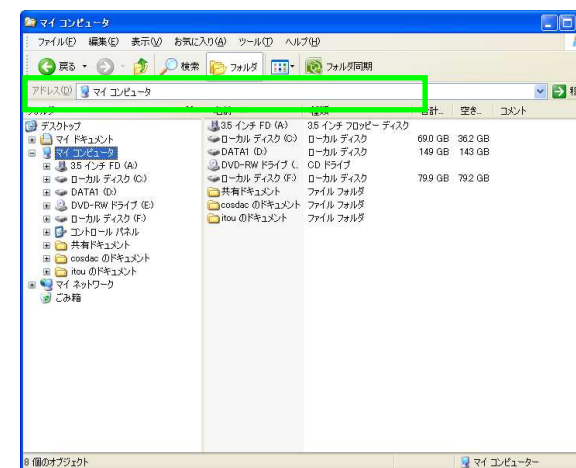 マイ コンピュータ
ファイル(F) 編集(E) 表示(V) お気に入り(A) ツール(T) ヘルプ(H)
戻る 検索 フォルダ フォルダ同期
アドレス(D) マイ コンピュータ
コメント
デスクトップ
マイ ドキュメント
マイ コンピュータ
3.5 インチ FD (A:)
ローカル ディスク (C:)
DATA1 (D:)
DVD-RW ドライブ (E:)
ローカル ディスク (F:)
コントロール パネル
共有ドキュメント
cosdac のドキュメント
itou のドキュメント
マイ ネットワーク
ごみ箱
3.5 インチ FD (A:) 3.5 インチ フロッピー ディスク
ローカル ディスク (C:) ローカル ディスク 69.0 GB 36.2 GB
DATA1 (D:) ローカル ディスク 149 GB 143 GB
DVD-RW ドライブ (... CD ドライブ
ローカル ディスク (F:) ローカル ディスク 79.9 GB 79.2 GB
共有ドキュメント ファイル フォルダ
cosdac のドキュメント ファイル フォルダ
itou のドキュメント ファイル フォルダ
8 個のオブジェクト
マイ コンピューター